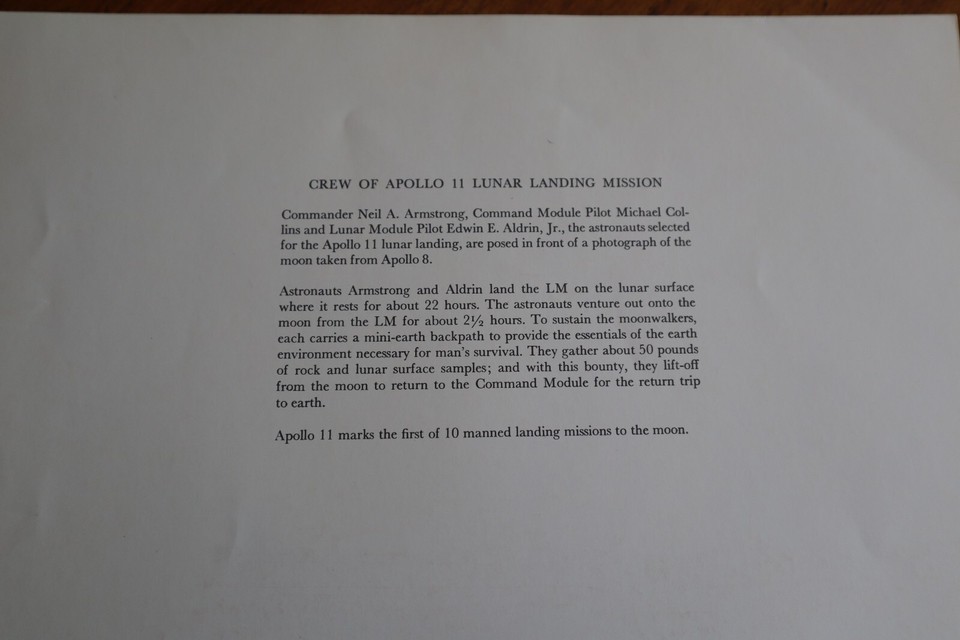 CREW OF APOLLO 11 LUNAR LANDING MISSION
Commander Neil A. Armstrong, Command Module Pilot Michael Col-
lins and Lunar Module Pilot Edwin E. Aldrin, Jr., the astronauts selected
for the Apollo 11 lunar landing, are posed in front of a photograph of the
moon taken from Apollo 8.
Astronauts Armstrong and Aldrin land the LM on the lunar surface
where it rests for about 22 hours. The astronauts venture out onto the
moon from the LM for about 2½ hours. To sustain the moonwalkers,
each carries a mini-earth backpath to provide the essentials of the earth
environment necessary for man's survival. They gather about 50 pounds
of rock and lunar surface samples; and with this bounty, they lift-off
from the moon to return to the Command Module for the return trip
to earth.
Apollo 11 marks the first of 10 manned landing missions to the moon.